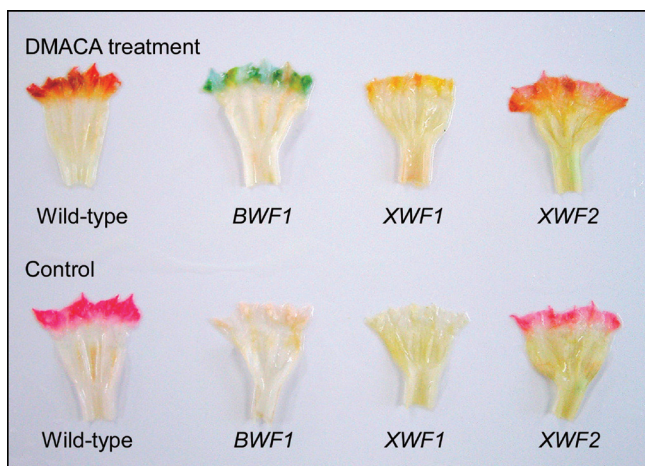 DMACA treatment
Wild-type BWF1 XWF1 XWF2
Control
Wild-type BWF1 XWF1 XWF2